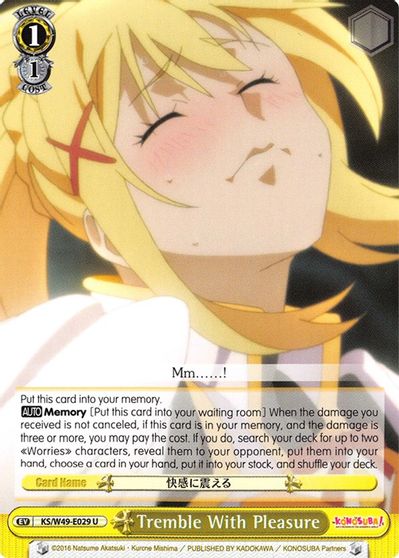 LEVEL
1
1
COST
Mm……!
Put this card into your memory.
AUTO Memory [Put this card into your waiting room] When the damage you
received is not canceled, if this card is in your memory, and the damage is
three or more, you may pay the cost. If you do, search your deck for up to two
«Worries» characters, reveal them to your opponent, put them into your
hand, choose a card in your hand, put it into your stock, and shuffle your deck.
Card Name 快感に震える
EV KS/W49-E029 U Tremble With Pleasure KONOSUBA!
©2016 Natsume Akatsuki・Kurone Mishima / PUBLISHED BY KADOKAWA / KONOSUBA Partners